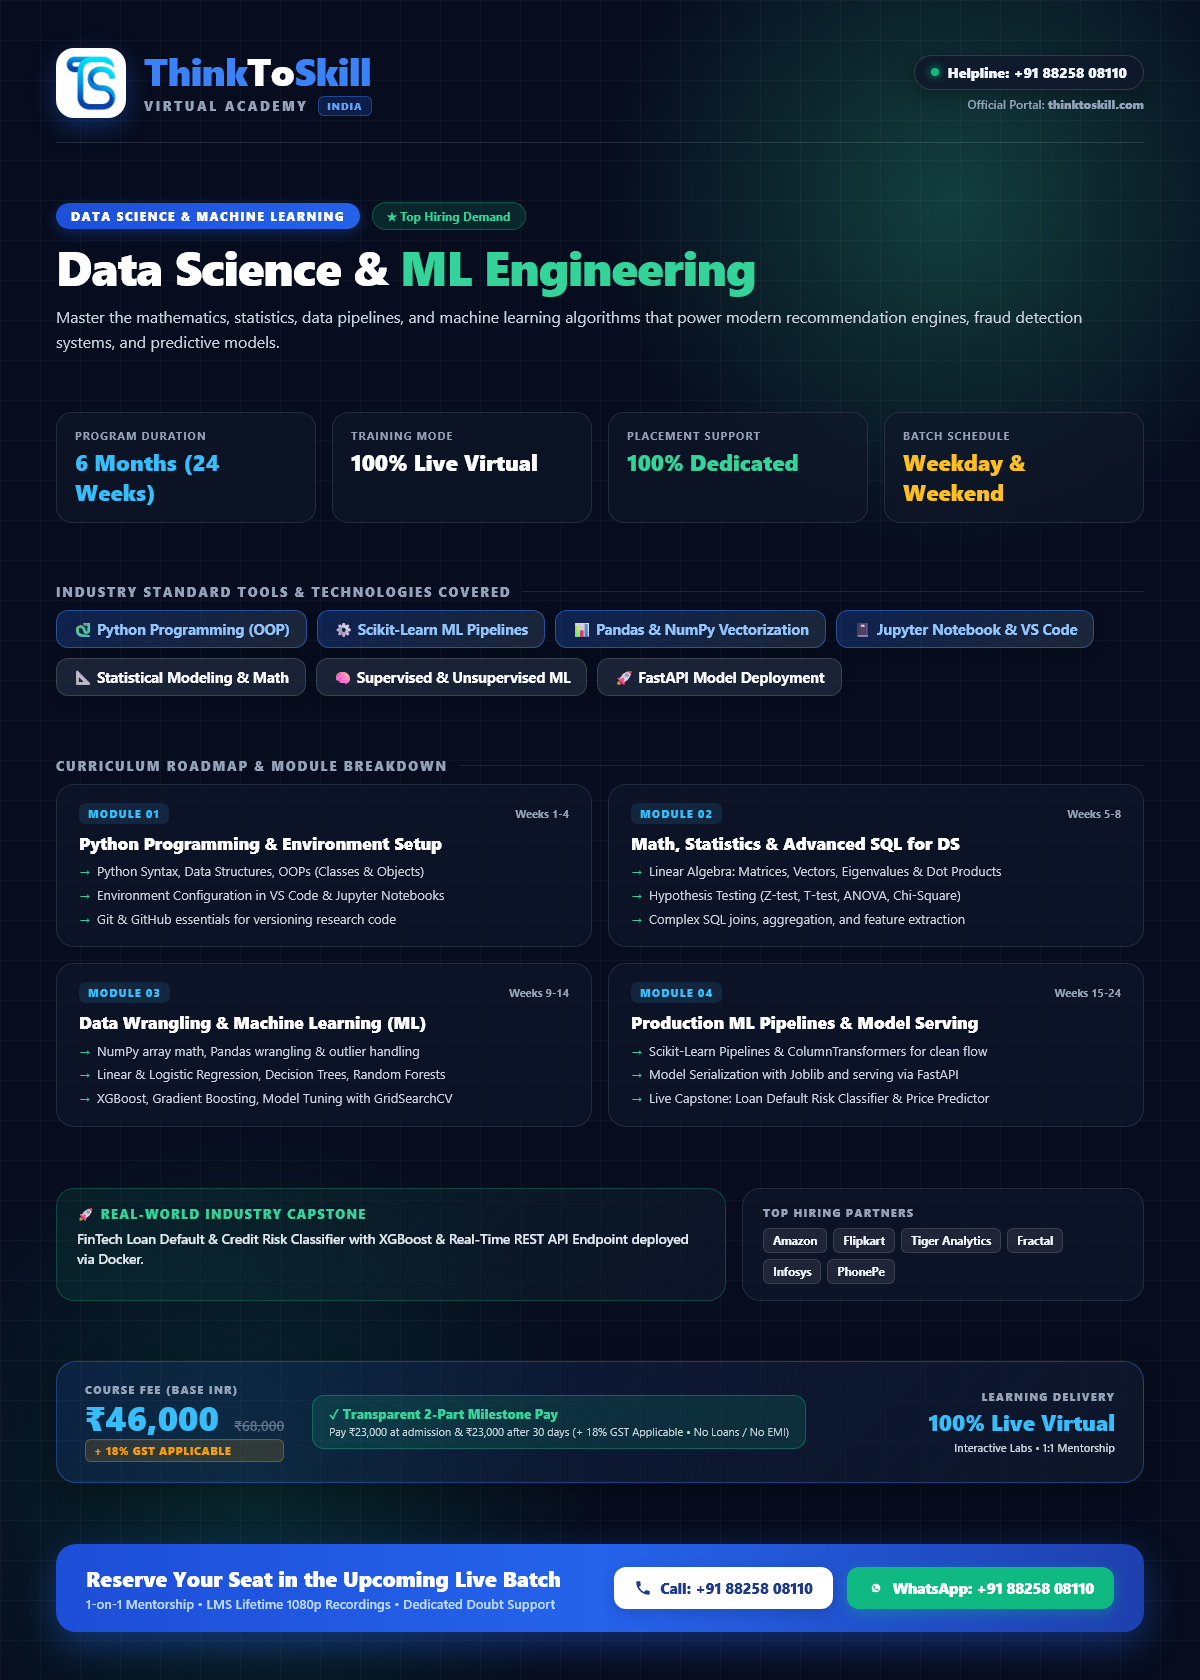 TS
ThinkToSkill
VIRTUAL ACADEMY INDIA
Helpline: +91 88258 08110
Official Portal: thinktoskill.com
DATA SCIENCE & MACHINE LEARNING
★ Top Hiring Demand
Data Science & ML Engineering
Master the mathematics, statistics, data pipelines, and machine learning algorithms that power modern recommendation engines, fraud detection
systems, and predictive models.
PROGRAM DURATION
6 Months (24
Weeks)
TRAINING MODE
100% Live Virtual
PLACEMENT SUPPORT
100% Dedicated
BATCH SCHEDULE
Weekday &
Weekend
INDUSTRY STANDARD TOOLS & TECHNOLOGIES COVERED
🐍 Python Programming (OOP)
⚙️ Scikit-Learn ML Pipelines
📊 Pandas & NumPy Vectorization
📓 Jupyter Notebook & VS Code
📐 Statistical Modeling & Math
🧠 Supervised & Unsupervised ML
🚀 FastAPI Model Deployment
CURRICULUM ROADMAP & MODULE BREAKDOWN
MODULE 01
Weeks 1-4
Python Programming & Environment Setup
→ Python Syntax, Data Structures, OOPs (Classes & Objects)
→ Environment Configuration in VS Code & Jupyter Notebooks
→ Git & GitHub essentials for versioning research code
MODULE 02
Weeks 5-8
Math, Statistics & Advanced SQL for DS
→ Linear Algebra: Matrices, Vectors, Eigenvalues & Dot Products
→ Hypothesis Testing (Z-test, T-test, ANOVA, Chi-Square)
→ Complex SQL joins, aggregation, and feature extraction
MODULE 03
Weeks 9-14
Data Wrangling & Machine Learning (ML)
→ NumPy array math, Pandas wrangling & outlier handling
→ Linear & Logistic Regression, Decision Trees, Random Forests
→ XGBoost, Gradient Boosting, Model Tuning with GridSearchCV
MODULE 04
Weeks 15-24
Production ML Pipelines & Model Serving
→ Scikit-Learn Pipelines & ColumnTransformers for clean flow
→ Model Serialization with Joblib and serving via FastAPI
→ Live Capstone: Loan Default Risk Classifier & Price Predictor
🚀 REAL-WORLD INDUSTRY CAPSTONE
FinTech Loan Default & Credit Risk Classifier with XGBoost & Real-Time REST API Endpoint deployed
via Docker.
TOP HIRING PARTNERS
Amazon Flipkart Tiger Analytics Fractal
Infosys PhonePe
COURSE FEE (BASE INR)
₹46,000 ₹68,000
+ 18% GST APPLICABLE
✓ Transparent 2-Part Milestone Pay
Pay ₹23,000 at admission & ₹23,000 after 30 days (+ 18% GST Applicable • No Loans / No EMI)
LEARNING DELIVERY
100% Live Virtual
Interactive Labs • 1:1 Mentorship
Reserve Your Seat in the Upcoming Live Batch
1-on-1 Mentorship • LMS Lifetime 1080p Recordings • Dedicated Doubt Support
Call: +91 88258 08110
WhatsApp: +91 88258 08110